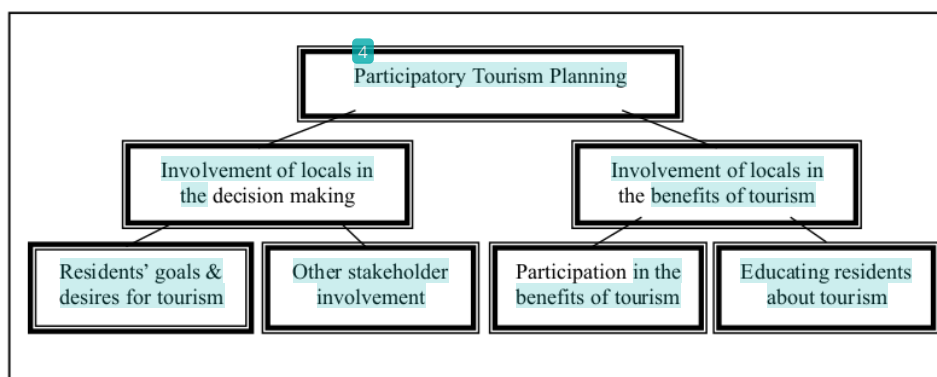 4
Participatory Tourism Planning
Involvement of locals in
the decision making
Involvement of locals in
the benefits of tourism
Residents’ goals &
desires for tourism
Other stakeholder
involvement
Participation in the
benefits of tourism
Educating residents
about tourism